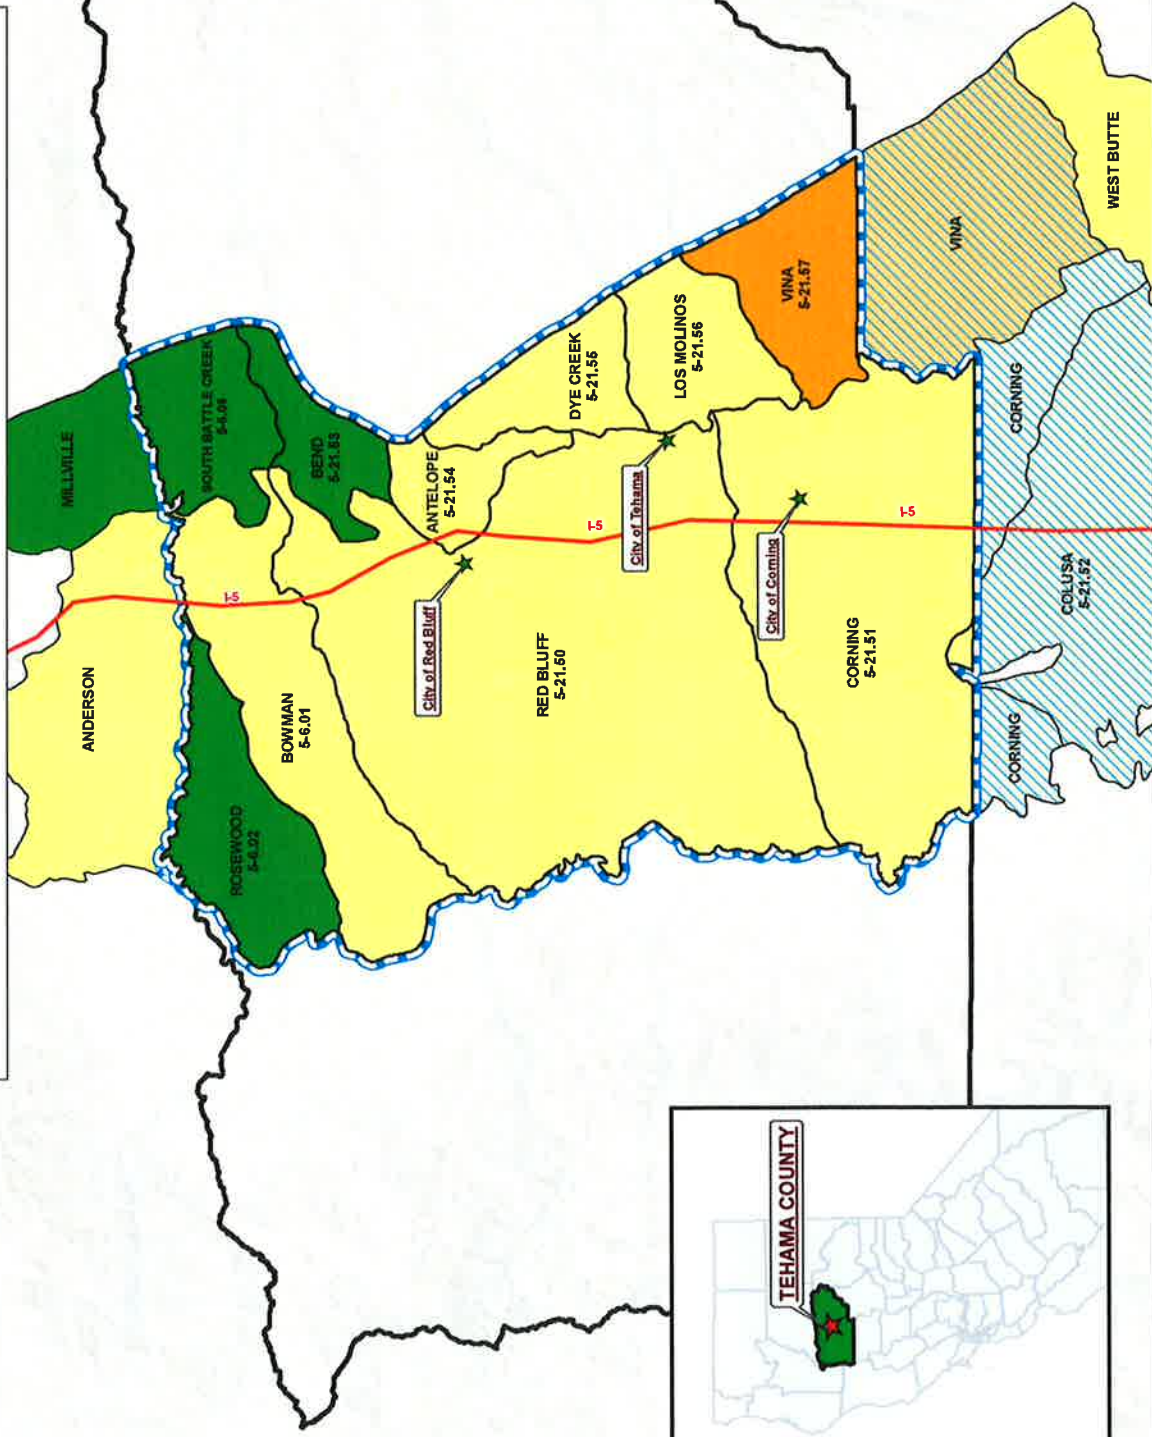 MILLVILLE
ANDERSON
SOUTH BATTLE CREEK
5-6.06
BEND
5-21.53
I-5
ROSEWOOD
5-6.02
BOWMAN
5-6.01
ANTELOPE
5-21.54
City of Red Bluff
DYE CREEK
5-21.55
RED BLUFF
5-21.50
I-5
City of Tehama
LOS MOLINOS
5-21.56
VINA
5-21.57
City of Corning
CORNING
5-21.51
I-5
VINA
WEST BUTTE
CORNING
CORNING
COLUSA
5-21.52
TEHAMA COUNTY